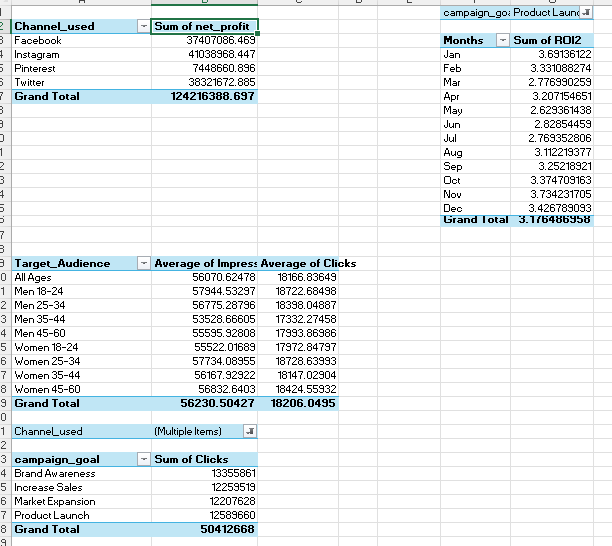 campaign_goa Product Launc
Channel_used Sum of net_profit
Facebook 37407086.469
Instagram 41038968.447
Pinterest 7448660.896
Twitter 38321672.885
Grand Total 124216388.697
Months Sum of ROI2
Jan 3.69136122
Feb 3.331088274
Mar 2.776990259
Apr 3.207154651
May 2.629361438
Jun 2.82854459
Jul 2.769352806
Aug 3.112219377
Sep 3.25218921
Oct 3.374709163
Nov 3.734231705
Dec 3.426789093
Grand Total 3.176486958
Target_Audience Average of Impress Average of Clicks
All Ages 56070.62478 18166.83649
Men 18-24 57944.53297 18722.68498
Men 25-34 56775.28796 18398.04887
Men 35-44 53528.66605 17332.27458
Men 45-60 55595.92808 17993.86986
Women 18-24 55522.01689 17972.84797
Women 25-34 57734.08955 18728.63993
Women 35-44 56167.92922 18147.02904
Women 45-60 56832.6403 18424.55932
Grand Total 56230.50427 18206.0495
Channel_used (Multiple Items)
campaign_goal Sum of Clicks
Brand Awareness 13355861
Increase Sales 12259519
Market Expansion 12207628
Product Launch 12589660
Grand Total 50412668